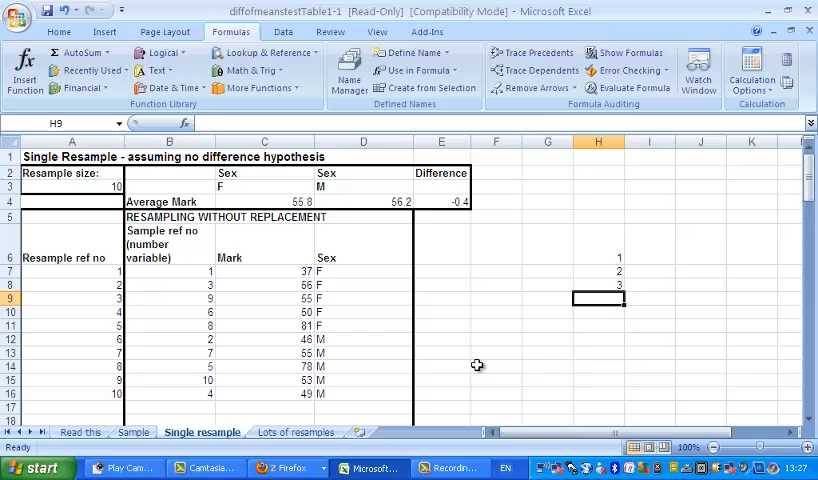 diffofmeanstestTable1-1 [Read-Only] [Compatibility Mode] - Microsoft Excel
Home Insert Page Layout Formulas Data Review View Add-Ins
fx Insert Function
AutoSum Logical Lookup & Reference
Recently Used Text Math & Trig
Financial Date & Time More Functions
Function Library
Name Manager
Define Name
Use in Formula
Create from Selection
Defined Names
Trace Precedents Show Formulas
Trace Dependents Error Checking
Remove Arrows Evaluate Formula
Formula Auditing
Watch Window
Calculation Options
Calculation
H9 fx
A B C D E F G H I J K
1 Single Resample - assuming no difference hypothesis
2 Resample size: Sex Sex Difference
3 10 F M
4 Average Mark 55.8 56.2 -0.4
5 RESAMPLING WITHOUT REPLACEMENT
Sample ref no
(number
6 Resample ref no variable) Mark Sex 1
7 1 1 37 F 2
8 2 3 56 F 3
9 3 9 55 F
10 4 6 50 F
11 5 8 81 F
12 6 2 46 M
13 7 7 55 M
14 8 5 78 M
15 9 10 53 M
16 10 4 49 M
17
18
Read this Sample Single resample Lots of resamples
Ready 100%
start Play Cam... Camtasia... 2 Firefox Microsoft... Recordin... EN 13:27